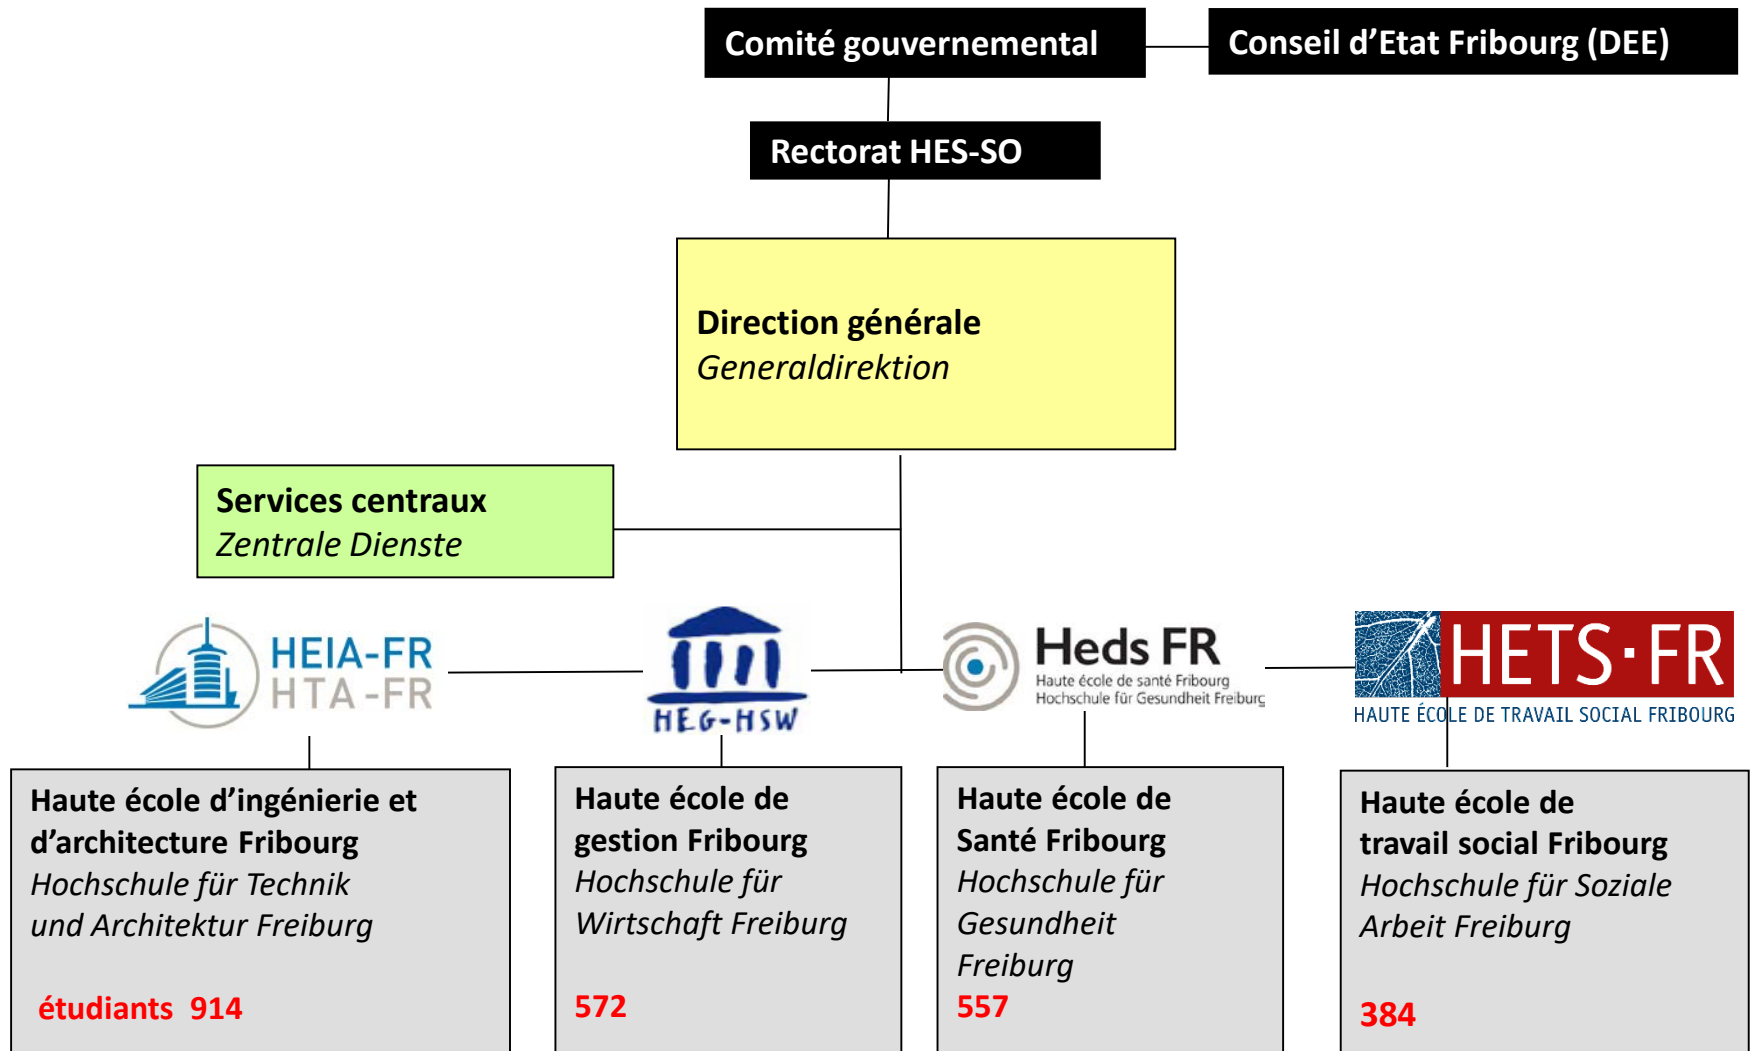 Comité gouvernemental
Conseil d’Etat Fribourg (DEE)
Rectorat HES-SO
Direction générale
Generaldirektion
Services centraux
Zentrale Dienste
HEIA-FR
HTA-FR
HEG-HSW
Heds FR
Haute école de santé Fribourg
Hochschule für Gesundheit Freiburg
HETS·FR
HAUTE ÉCOLE DE TRAVAIL SOCIAL FRIBOURG
Haute école d’ingénierie et
d’architecture Fribourg
Hochschule für Technik
und Architektur Freiburg
étudiants 914
Haute école de
gestion Fribourg
Hochschule für
Wirtschaft Freiburg
572
Haute école de
Santé Fribourg
Hochschule für
Gesundheit
Freiburg
557
Haute école de
travail social Fribourg
Hochschule für Soziale
Arbeit Freiburg
384